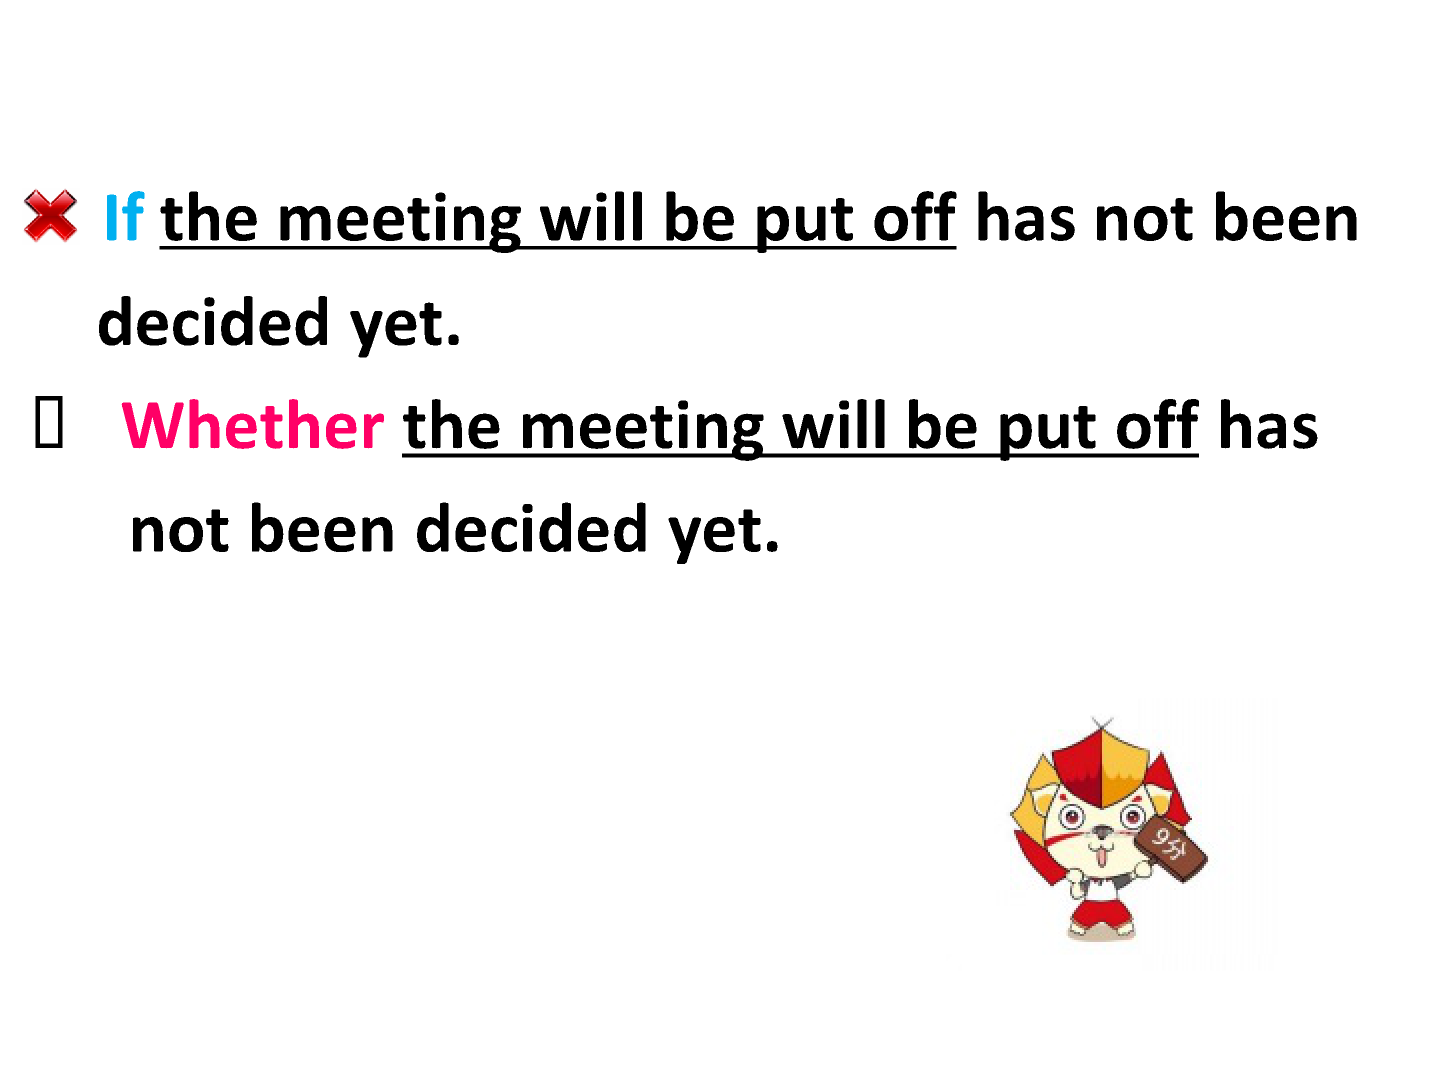 If the meeting will be put off has not been
decided yet.
Whether the meeting will be put off has
not been decided yet.
9分